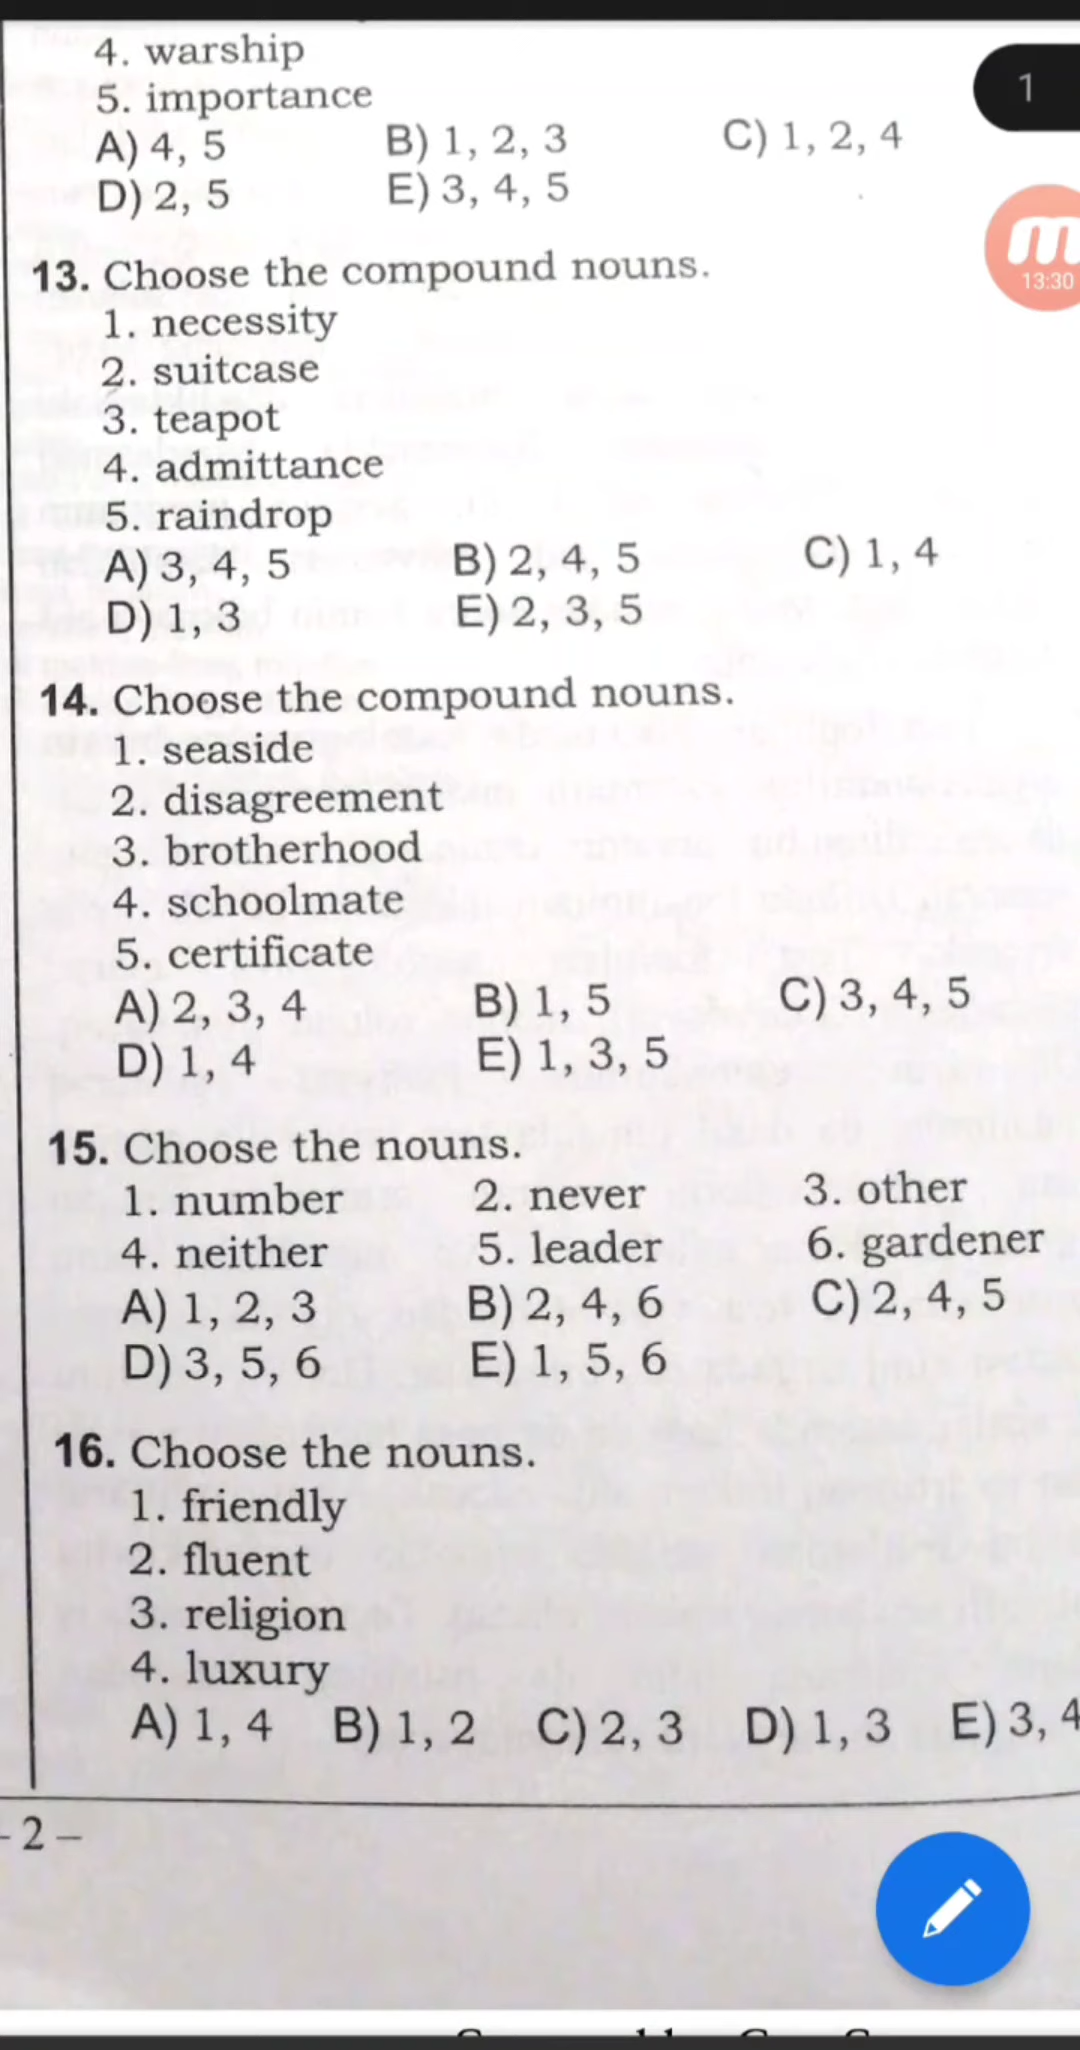 4. warship
1
5. importance
A) 4, 5 B) 1, 2, 3 C) 1, 2, 4
D) 2, 5 E) 3, 4, 5
13:30
13. Choose the compound nouns.
1. necessity
2. suitcase
3. teapot
4. admittance
5. raindrop
A) 3, 4, 5 B) 2, 4, 5 C) 1, 4
D) 1, 3 E) 2, 3, 5
14. Choose the compound nouns.
1. seaside
2. disagreement
3. brotherhood
4. schoolmate
5. certificate
A) 2, 3, 4 B) 1, 5 C) 3, 4, 5
D) 1, 4 E) 1, 3, 5
15. Choose the nouns.
1. number 2. never 3. other
4. neither 5. leader 6. gardener
A) 1, 2, 3 B) 2, 4, 6 C) 2, 4, 5
D) 3, 5, 6 E) 1, 5, 6
16. Choose the nouns.
1. friendly
2. fluent
3. religion
4. luxury
A) 1, 4 B) 1, 2 C) 2, 3 D) 1, 3 E) 3, 4
- 2 –